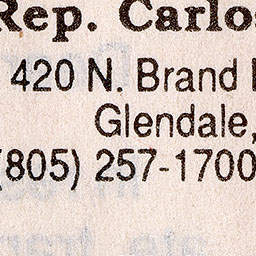 Rep. Carlos
420 N. Brand
Glendale,
(805) 257-1700